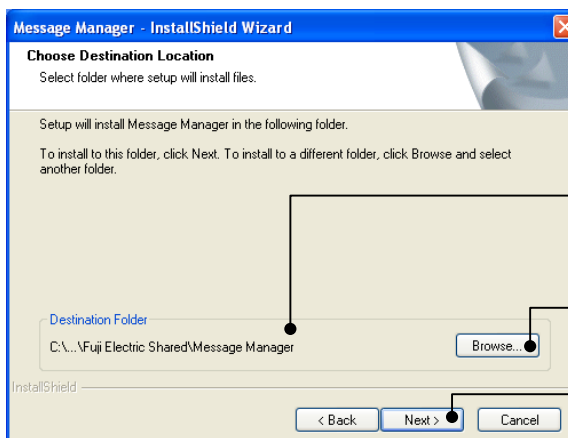 Message Manager - InstallShield Wizard
Choose Destination Location
Select folder where setup will install files.
Setup will install Message Manager in the following folder.
To install to this folder, click Next. To install to a different folder, click Browse and select
another folder.
Destination Folder
C:\...\Fuji Electric Shared\Message Manager
Browse...
InstallShield
< Back Next > Cancel